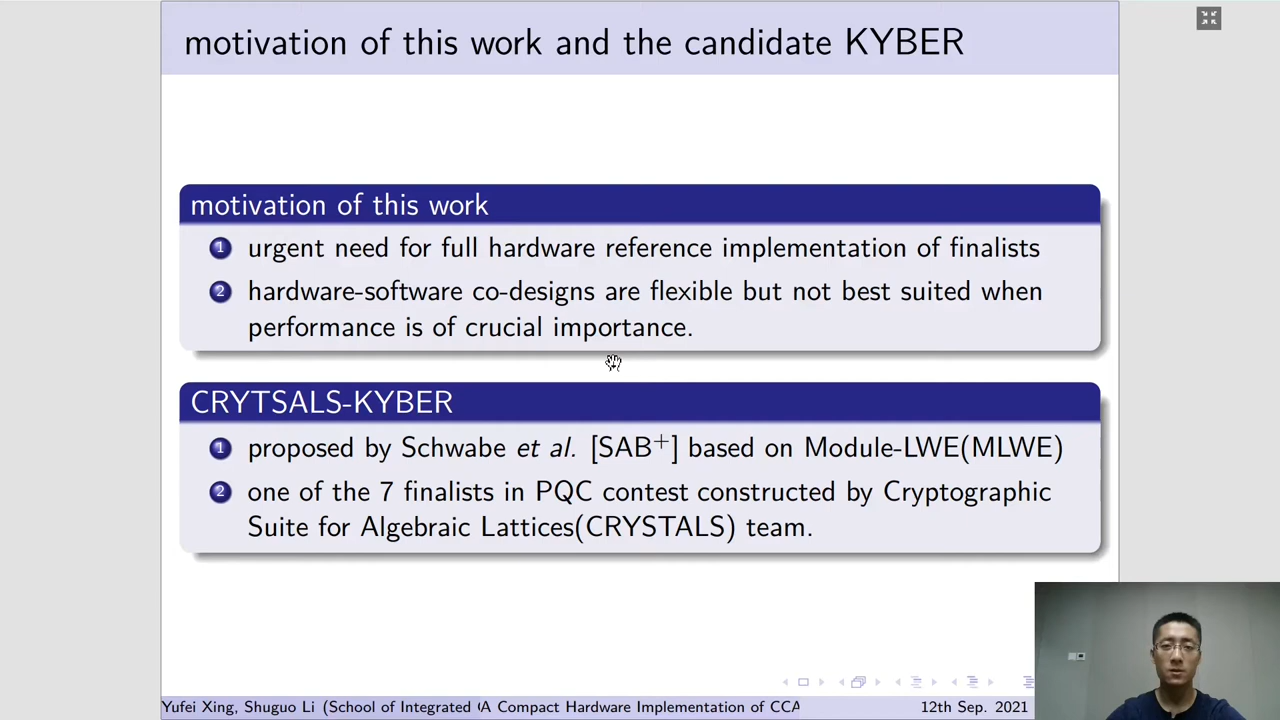 motivation of this work and the candidate KYBER
motivation of this work
1 urgent need for full hardware reference implementation of finalists
2 hardware-software co-designs are flexible but not best suited when
performance is of crucial importance.
CRYTSALS-KYBER
1 proposed by Schwabe et al. [SAB+] based on Module-LWE(MLWE)
2 one of the 7 finalists in PQC contest constructed by Cryptographic
Suite for Algebraic Lattices(CRYSTALS) team.
Yufei Xing, Shuguo Li (School of Integrated A Compact Hardware Implementation of CCA 12th Sep. 2021